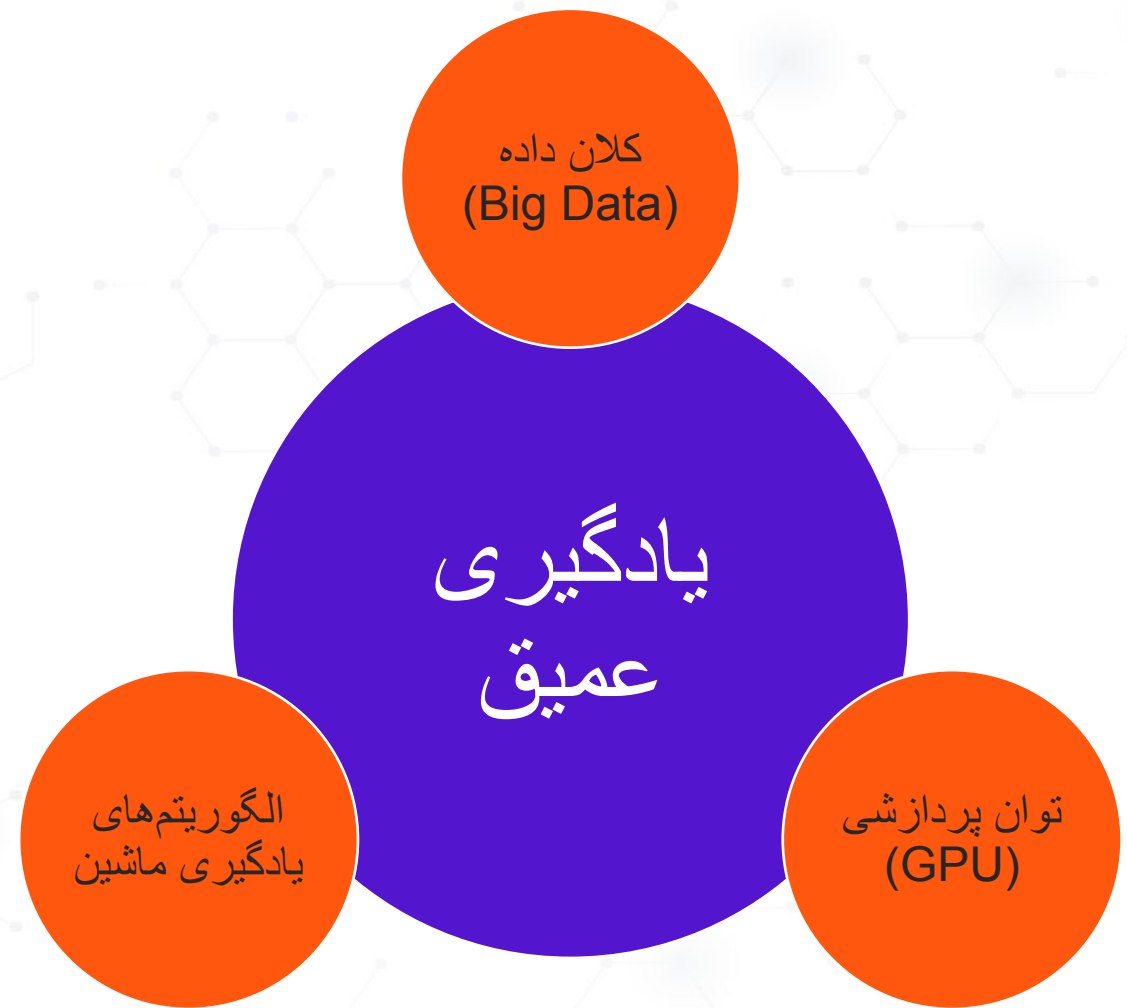 کلان داده
(Big Data)
یادگیری
عمیق
الگوریتم‌های
یادگیری ماشین
توان پردازشی
(GPU)